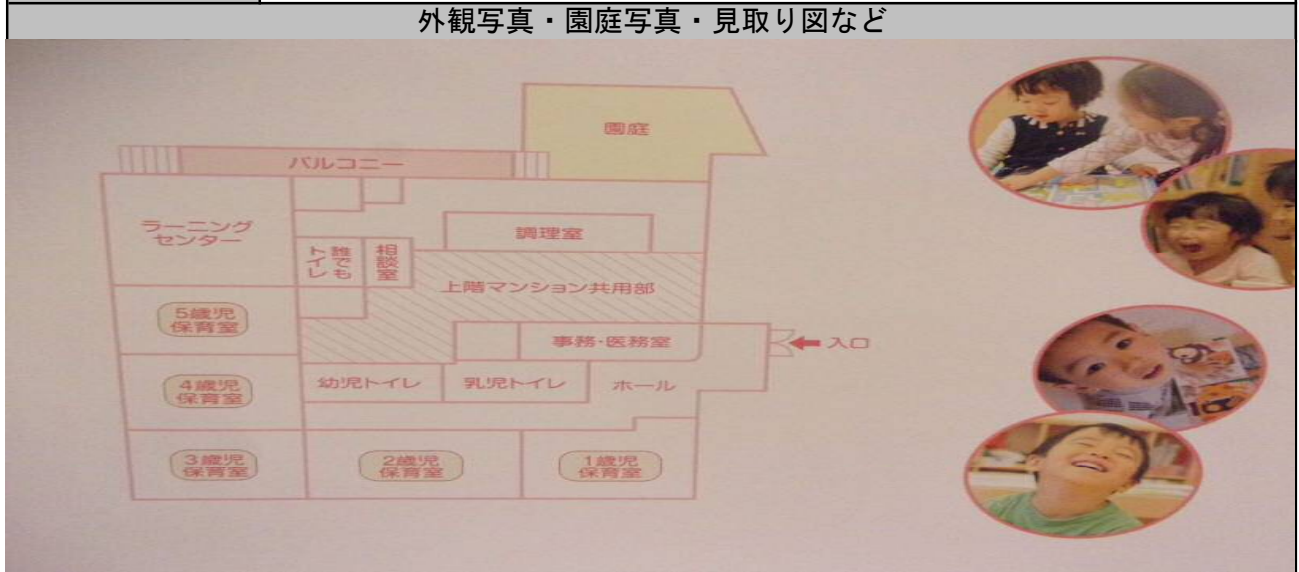 外観写真・園庭写真・見取り図など
園庭
バルコニー
ラーニング
センター
調理室
誰でも
トイレ
相談室
上階マンション共用部
5歳児
保育室
事務・医務室
入口
4歳児
保育室
幼児トイレ
乳児トイレ
ホール
3歳児
保育室
2歳児
保育室
1歳児
保育室